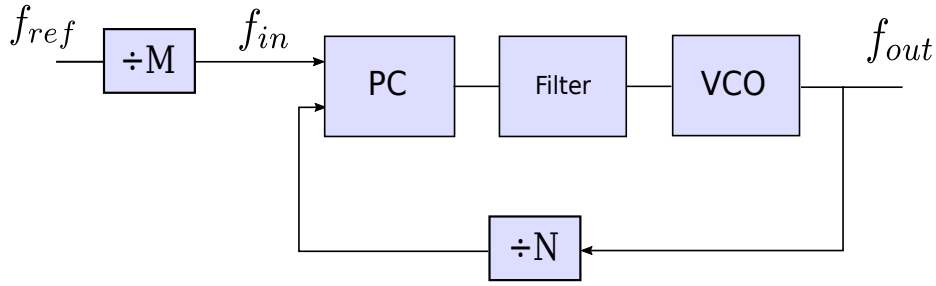 f_ref
÷M
f_in
PC
Filter
VCO
f_out
÷N